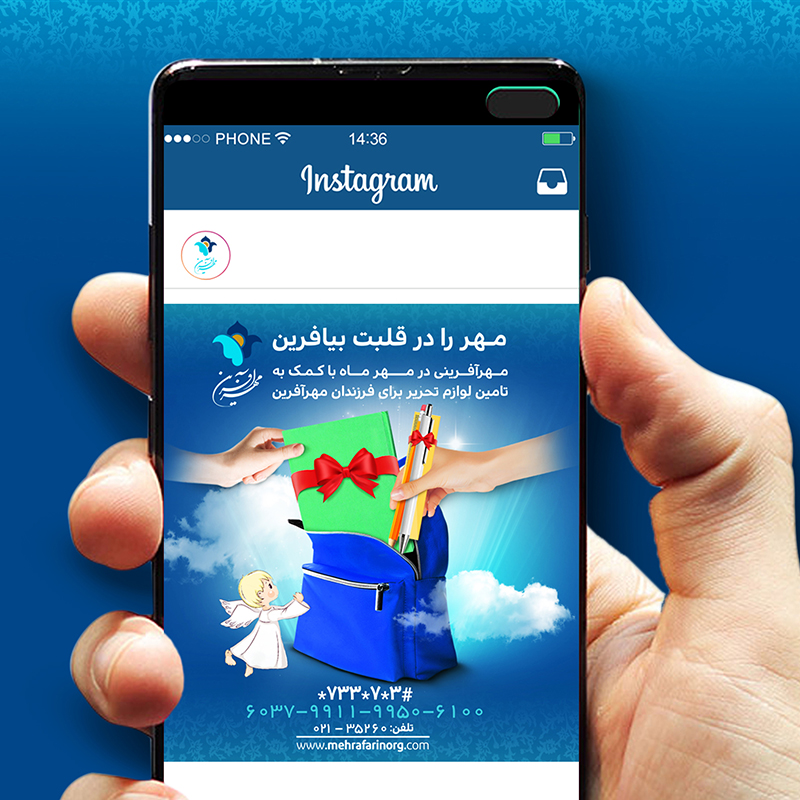 PHONE 14:36
Instagram
مهرآفرین
مهر را در قلبت بیافرین
مهرآفرینی در مهر ماه با کمک به
تامین لوازم تحریر برای فرزندان مهرآفرین
مهرآفرین
*۷۳۳*۷*۳#
۶۰۳۷-۹۹۱۱-۹۹۵۰-۶۱۰۰
تلفن: ۳۵۲۶۰ - ۰۲۱
www.mehrafarinorg.com